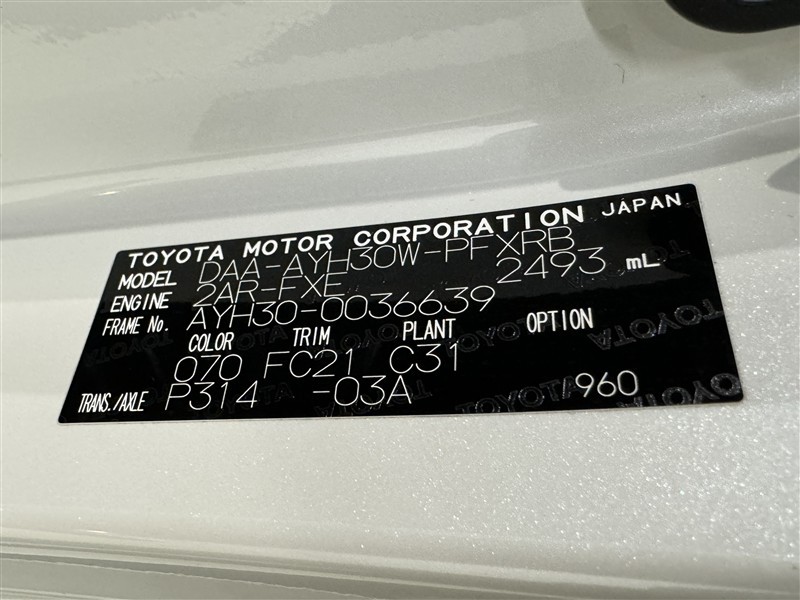 TOYOTA MOTOR CORPORATION JAPAN
MODEL DAA-AYH30W-PFXRB
ENGINE 2AR-FXE 2493 mL
FRAME No. AYH30-0036639
COLOR TRIM PLANT OPTION
070 FC21 C31
TRANS./AXLE P314 -03A 960